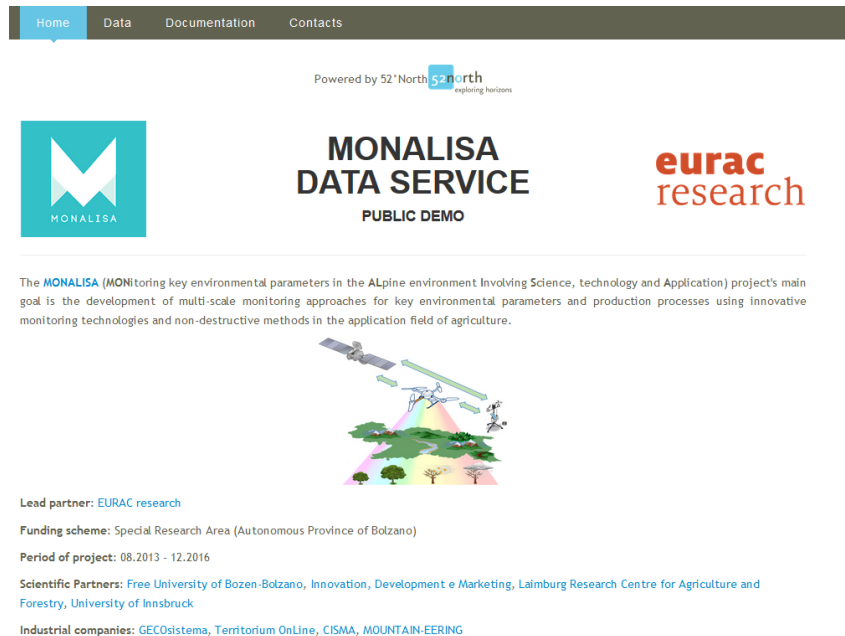 Home Data Documentation Contacts
Powered by 52°North 52north
exploring horizons
MONALISA
MONALISA
DATA SERVICE
PUBLIC DEMO
eurac
research
The MONALISA (MONitoring key environmental parameters in the ALpine environment Involving Science, technology and Application) project's main
goal is the development of multi-scale monitoring approaches for key environmental parameters and production processes using innovative
monitoring technologies and non-destructive methods in the application field of agriculture.
Lead partner: EURAC research
Funding scheme: Special Research Area (Autonomous Province of Bolzano)
Period of project: 08.2013 - 12.2016
Scientific Partners: Free University of Bozen-Bolzano, Innovation, Development e Marketing, Laimburg Research Centre for Agriculture and
Forestry, University of Innsbruck
Industrial companies: GECOsistema, Territorium OnLine, CISMA, MOUNTAIN-EERING